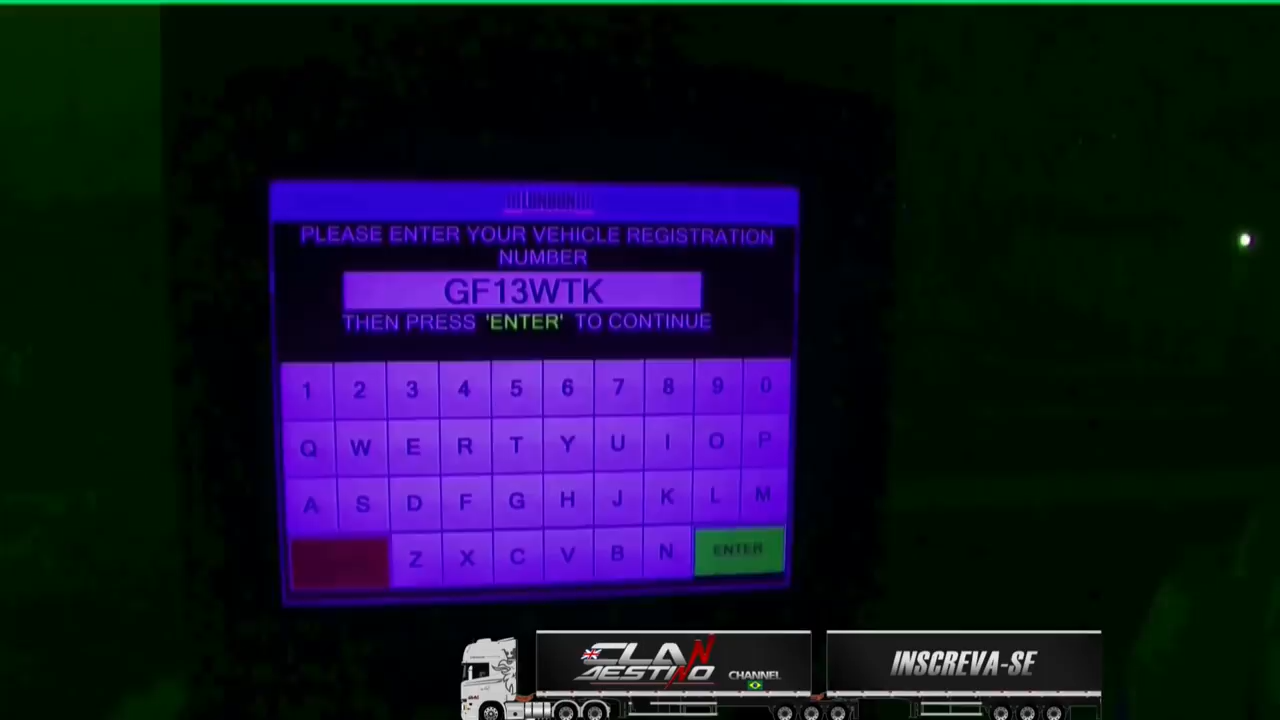 LONDON
PLEASE ENTER YOUR VEHICLE REGISTRATION
NUMBER
GF13WTK
THEN PRESS 'ENTER' TO CONTINUE
1 2 3 4 5 6 7 8 9 0
Q W E R T Y U I O P
A S D F G H J K L M
Z X C V B N ENTER
CLAN
DESTINO CHANNEL
INSCREVA-SE